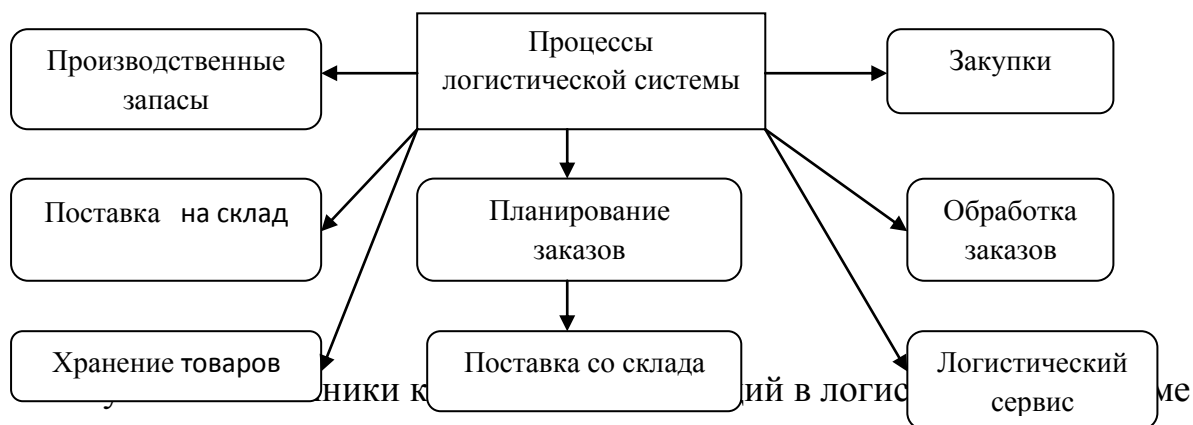 Процессы
логистической системы
Производственные
запасы
Закупки
Поставка на склад
Планирование
заказов
Обработка
заказов
Хранение товаров
Поставка со склада
Логистический
сервис
в